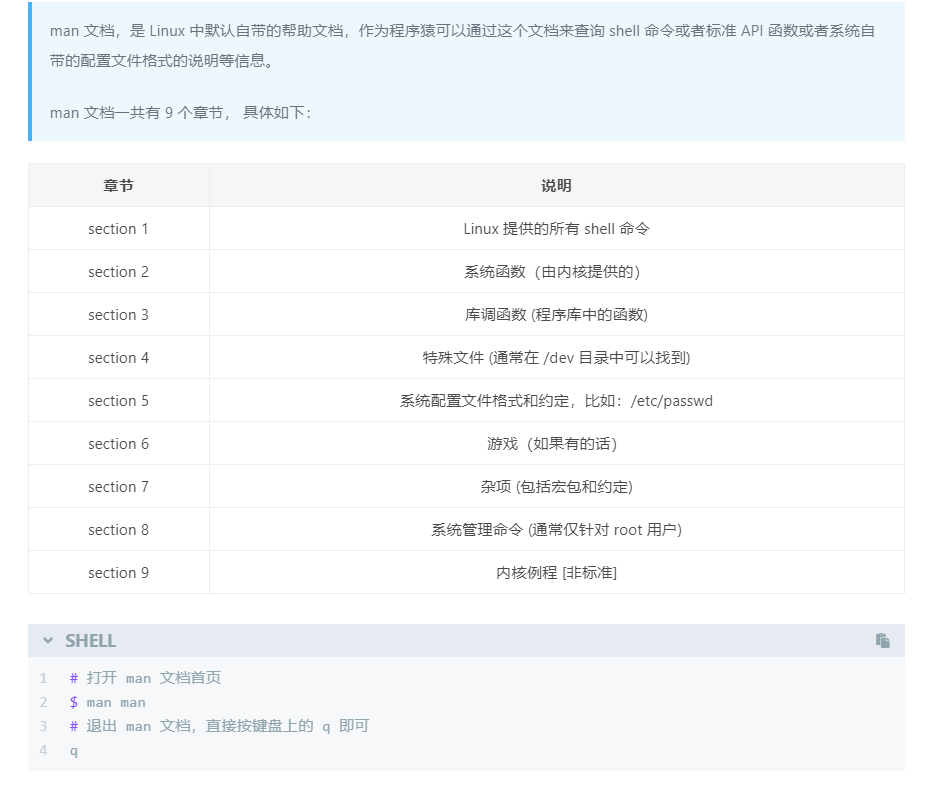 man 文档，是 Linux 中默认自带的帮助文档，作为程序猿可以通过这个文档来查询 shell 命令或者标准 API 函数或者系统自
带的配置文件格式的说明等信息。
man 文档一共有 9 个章节， 具体如下：
章节 说明
section 1 Linux 提供的所有 shell 命令
section 2 系统函数（由内核提供的）
section 3 库调函数 (程序库中的函数)
section 4 特殊文件 (通常在 /dev 目录中可以找到)
section 5 系统配置文件格式和约定，比如：/etc/passwd
section 6 游戏（如果有的话）
section 7 杂项 (包括宏包和约定)
section 8 系统管理命令 (通常仅针对 root 用户)
section 9 内核例程 [非标准]
SHELL
1 # 打开 man 文档首页
2 $ man man
3 # 退出 man 文档，直接按键盘上的 q 即可
4 q